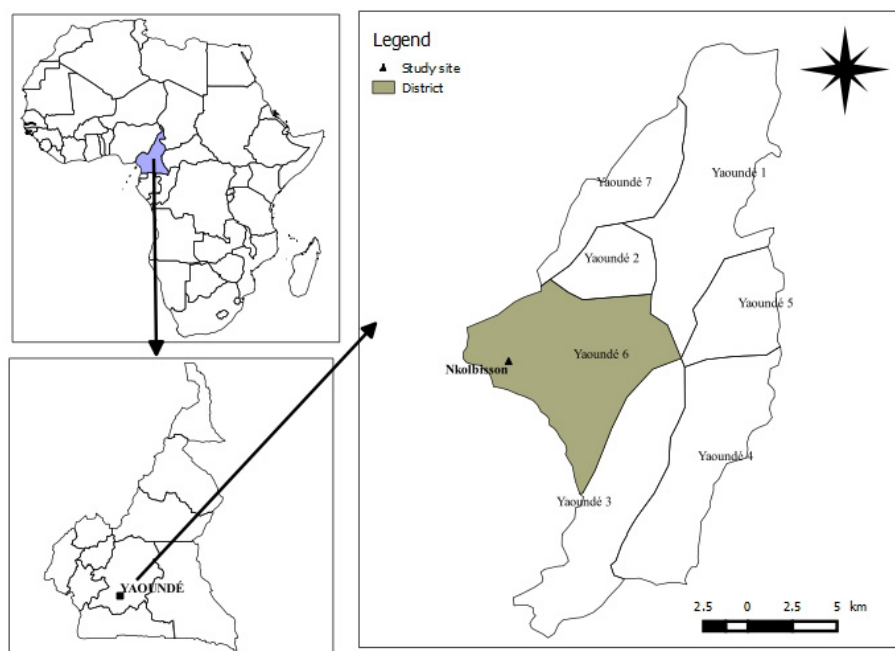 Legend
Study site
District
Yaoundé 7
Yaoundé 1
Yaoundé 2
Yaoundé 5
Yaoundé 6
Nkolbisson
Yaoundé 4
Yaoundé 3
YAOUNDÉ
2.5 0 2.5 5 km